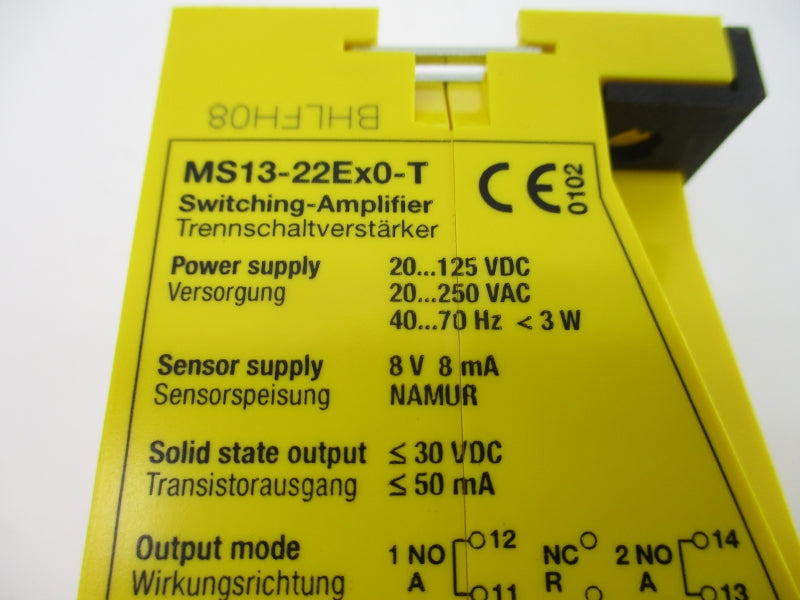 BHLFH08
MS13-22Ex0-T
CE 0102
Switching-Amplifier
Trennschaltverstärker
Power supply 20...125 VDC
Versorgung 20...250 VAC
40...70 Hz < 3 W
Sensor supply 8 V 8 mA
Sensorspeisung NAMUR
Solid state output ≤ 30 VDC
Transistorausgang ≤ 50 mA
Output mode 1 NO 12 NC 2 NO 14
Wirkungsrichtung A 11 R A 13